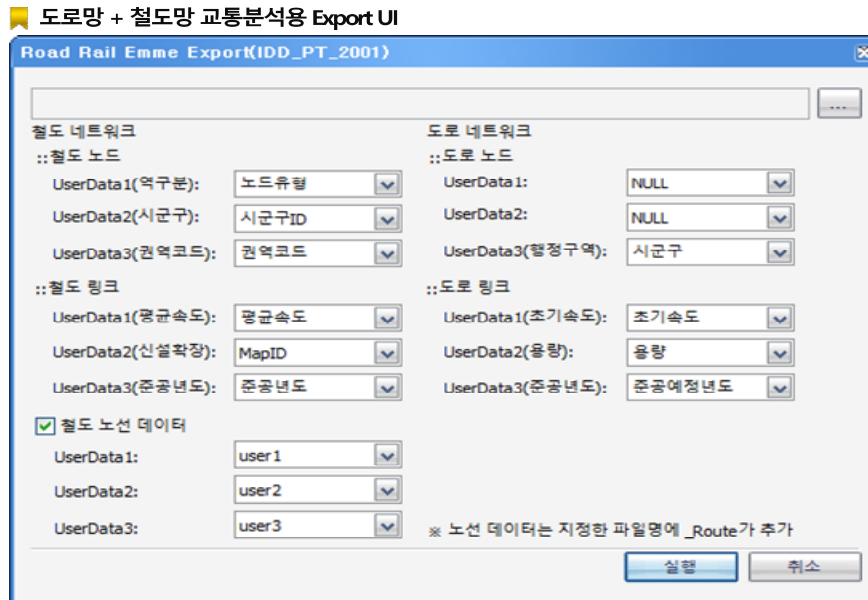 도로망 + 철도망 교통분석용 Export UI
Road Rail Emme Export(IDD_PT_2001)
...
철도 네트워크
::철도 노드
UserData1(역구분): 노드유형
UserData2(시군구): 시군구ID
UserData3(권역코드): 권역코드
::철도 링크
UserData1(평균속도): 평균속도
UserData2(신설확장): MapID
UserData3(준공년도): 준공년도
철도 노선 데이터
UserData1: user1
UserData2: user2
UserData3: user3
도로 네트워크
::도로 노드
UserData1: NULL
UserData2: NULL
UserData3(행정구역): 시군구
::도로 링크
UserData1(초기속도): 초기속도
UserData2(용량): 용량
UserData3(준공년도): 준공예정년도
※ 노선 데이터는 지정한 파일명에 _Route가 추가
실행 취소